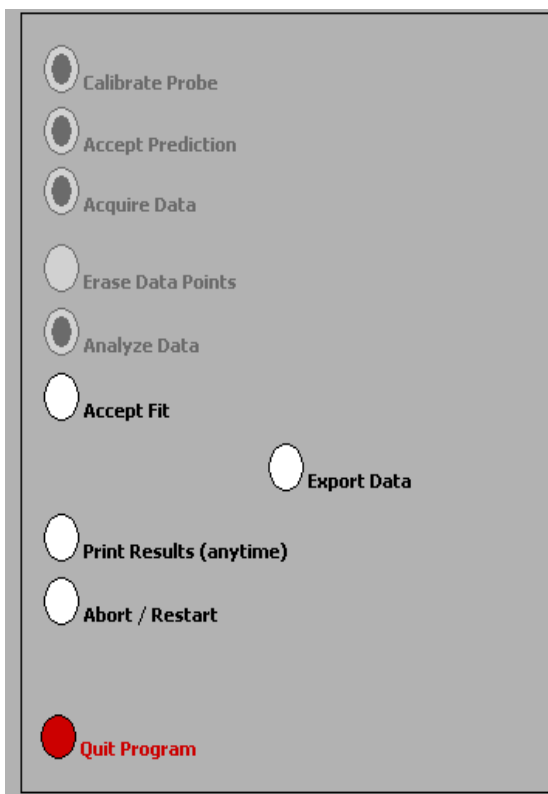 Calibrate Probe
Accept Prediction
Acquire Data
Erase Data Points
Analyze Data
Accept Fit
Export Data
Print Results (anytime)
Abort / Restart
Quit Program